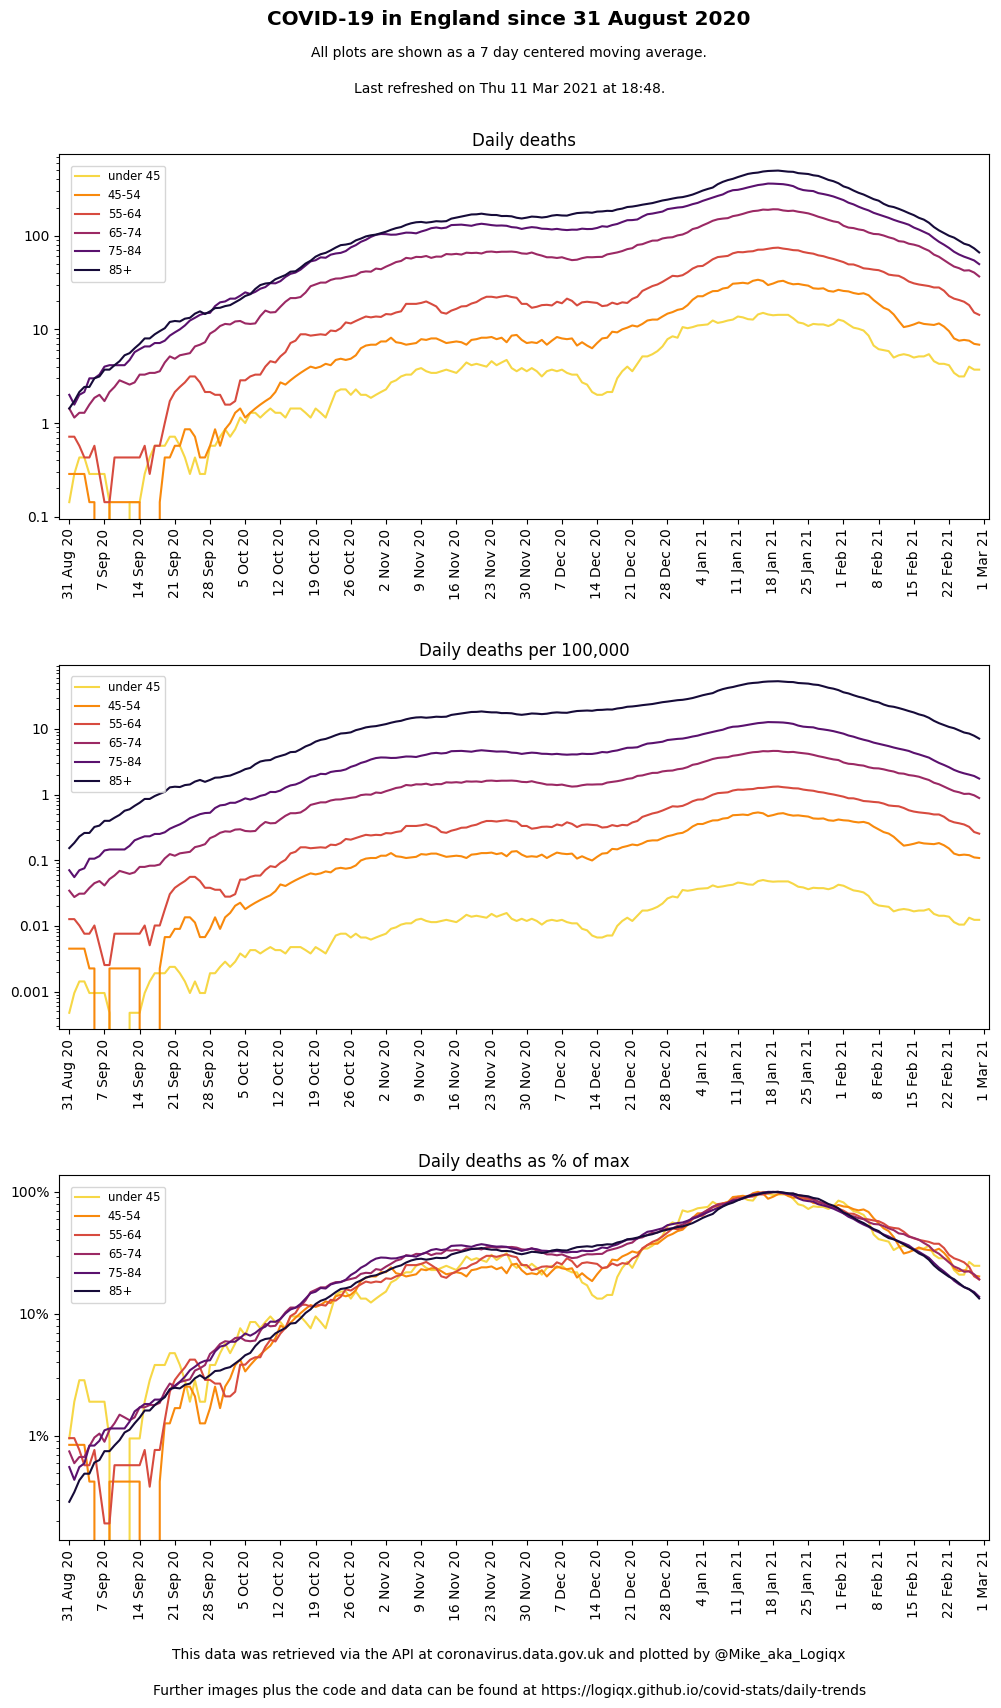 COVID-19 in England since 31 August 2020
All plots are shown as a 7 day centered moving average.
Last refreshed on Thu 11 Mar 2021 at 18:48.
Daily deaths
under 45
45-54
55-64
65-74
75-84
85+
100
10
1
0.1
31 Aug 20
7 Sep 20
14 Sep 20
21 Sep 20
28 Sep 20
5 Oct 20
12 Oct 20
19 Oct 20
26 Oct 20
2 Nov 20
9 Nov 20
16 Nov 20
23 Nov 20
30 Nov 20
7 Dec 20
14 Dec 20
21 Dec 20
28 Dec 20
4 Jan 21
11 Jan 21
18 Jan 21
25 Jan 21
1 Feb 21
8 Feb 21
15 Feb 21
22 Feb 21
1 Mar 21
Daily deaths per 100,000
under 45
45-54
55-64
65-74
75-84
85+
10
1
0.1
0.01
0.001
31 Aug 20
7 Sep 20
14 Sep 20
21 Sep 20
28 Sep 20
5 Oct 20
12 Oct 20
19 Oct 20
26 Oct 20
2 Nov 20
9 Nov 20
16 Nov 20
23 Nov 20
30 Nov 20
7 Dec 20
14 Dec 20
21 Dec 20
28 Dec 20
4 Jan 21
11 Jan 21
18 Jan 21
25 Jan 21
1 Feb 21
8 Feb 21
15 Feb 21
22 Feb 21
1 Mar 21
Daily deaths as % of max
under 45
45-54
55-64
65-74
75-84
85+
100%
10%
1%
31 Aug 20
7 Sep 20
14 Sep 20
21 Sep 20
28 Sep 20
5 Oct 20
12 Oct 20
19 Oct 20
26 Oct 20
2 Nov 20
9 Nov 20
16 Nov 20
23 Nov 20
30 Nov 20
7 Dec 20
14 Dec 20
21 Dec 20
28 Dec 20
4 Jan 21
11 Jan 21
18 Jan 21
25 Jan 21
1 Feb 21
8 Feb 21
15 Feb 21
22 Feb 21
1 Mar 21
This data was retrieved via the API at coronavirus.data.gov.uk and plotted by @Mike_aka_Logiqx
Further images plus the code and data can be found at https://logiqx.github.io/covid-stats/daily-trends